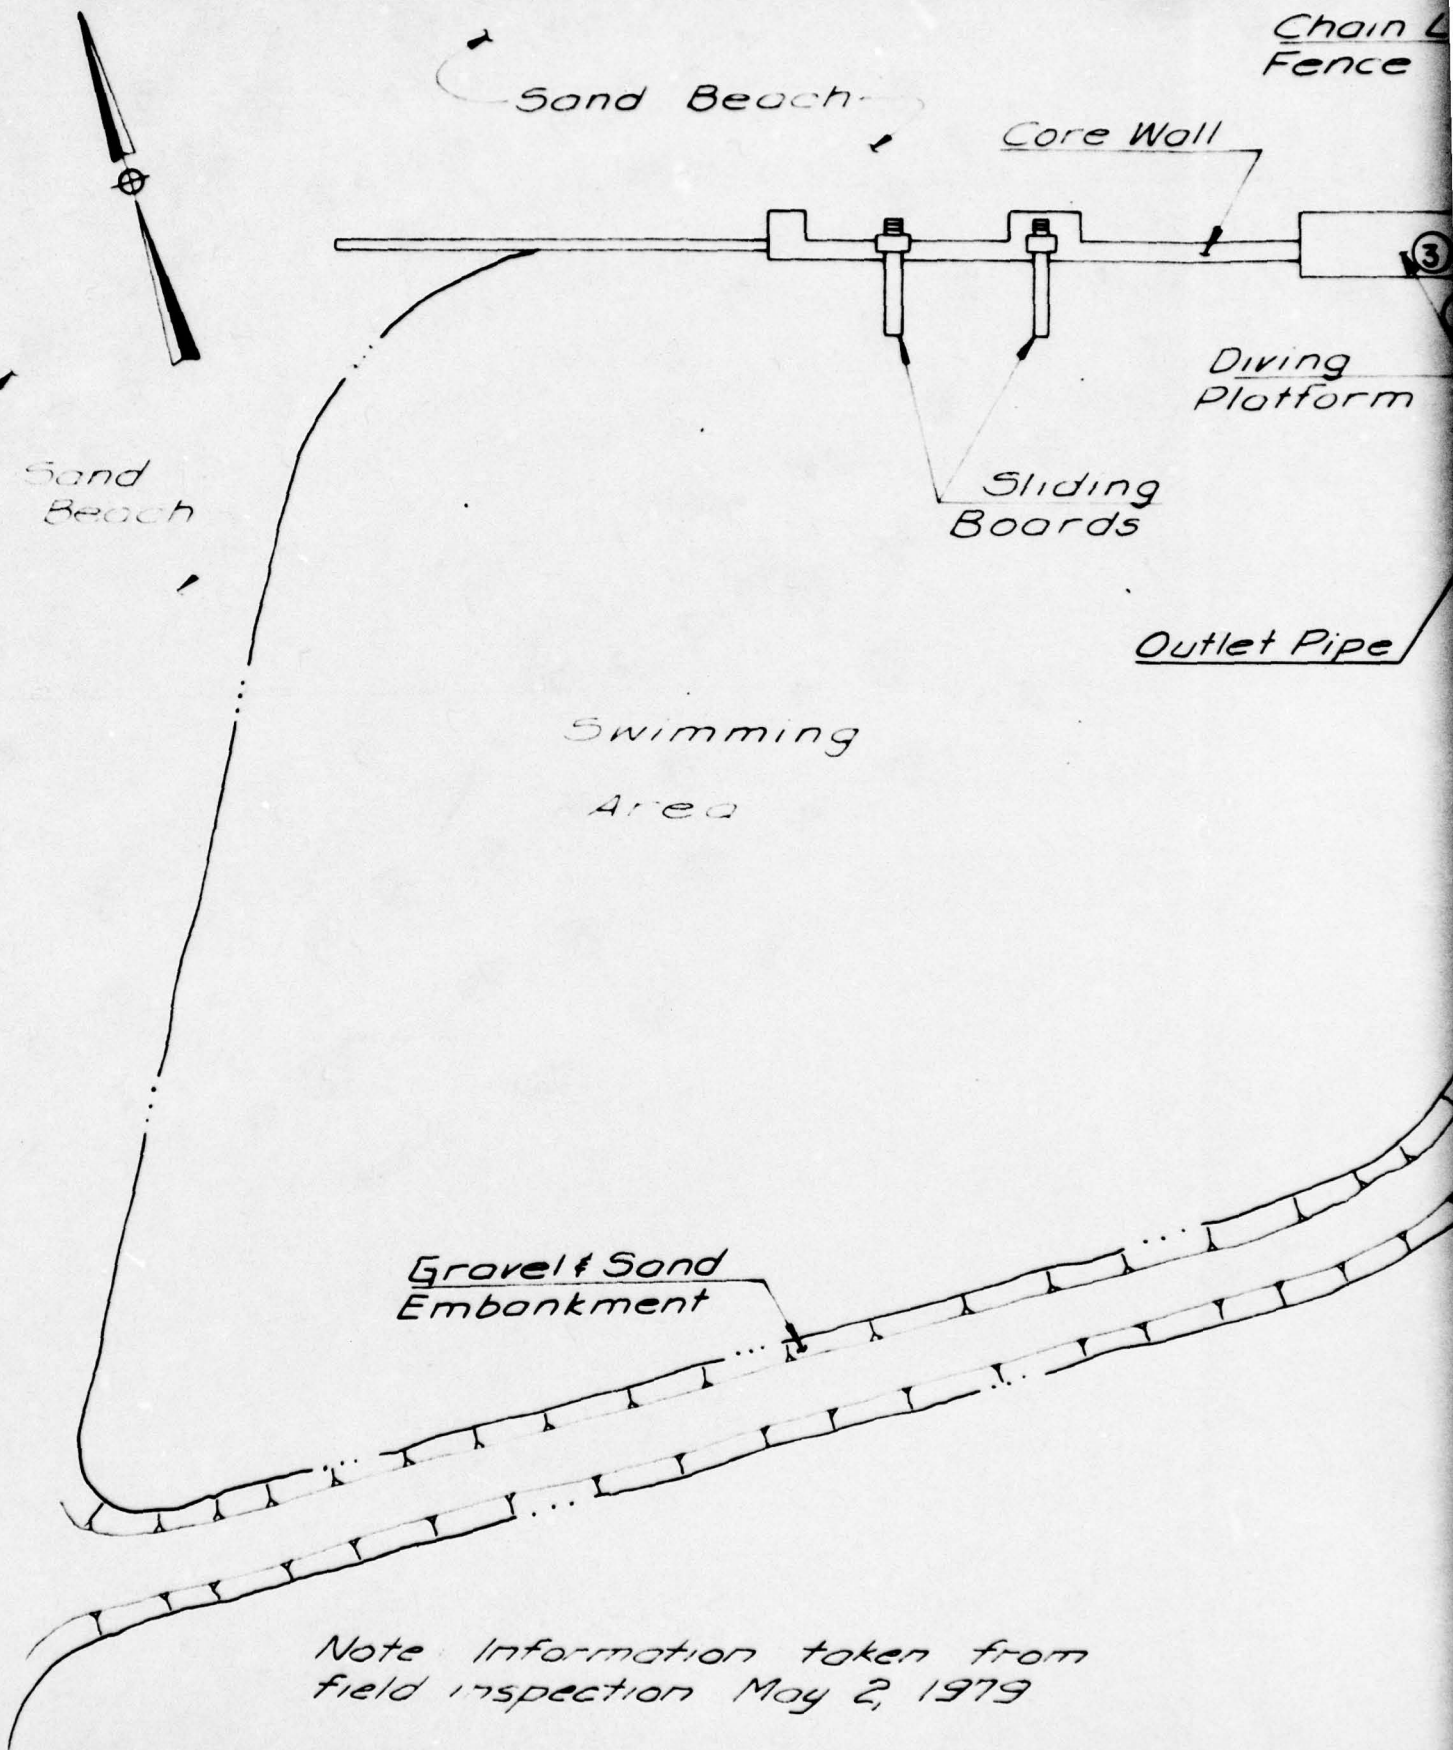 Chain L
Fence
Sand Beach
Core Wall
3
Diving
Platform
Sand
Beach
Sliding
Boards
Outlet Pipe
Swimming
Area
Gravel & Sand
Embankment
Note: Information taken from
field inspection May 2, 1979